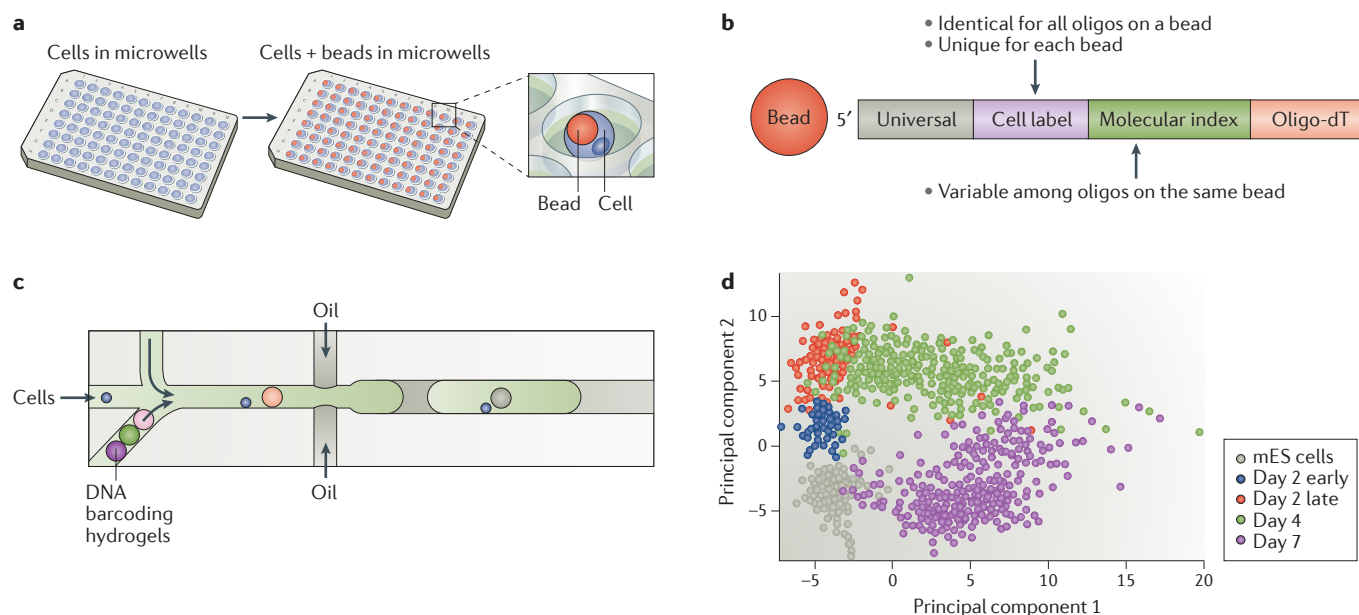 a
Cells in microwells
Cells + beads in microwells
Bead
Cell
b
• Identical for all oligos on a bead
• Unique for each bead
Bead
5′
Universal
Cell label
Molecular index
Oligo-dT
• Variable among oligos on the same bead
c
Oil
Cells
DNA
barcoding
hydrogels
Oil
d
Principal component 2
10
5
0
−5
−5
0
5
10
15
20
Principal component 1
mES cells
Day 2 early
Day 2 late
Day 4
Day 7